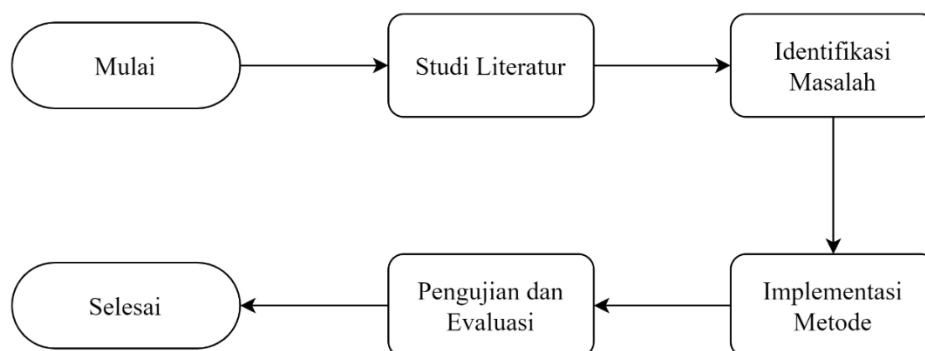 Mulai
Studi Literatur
Identifikasi
Masalah
Implementasi
Metode
Pengujian dan
Evaluasi
Selesai